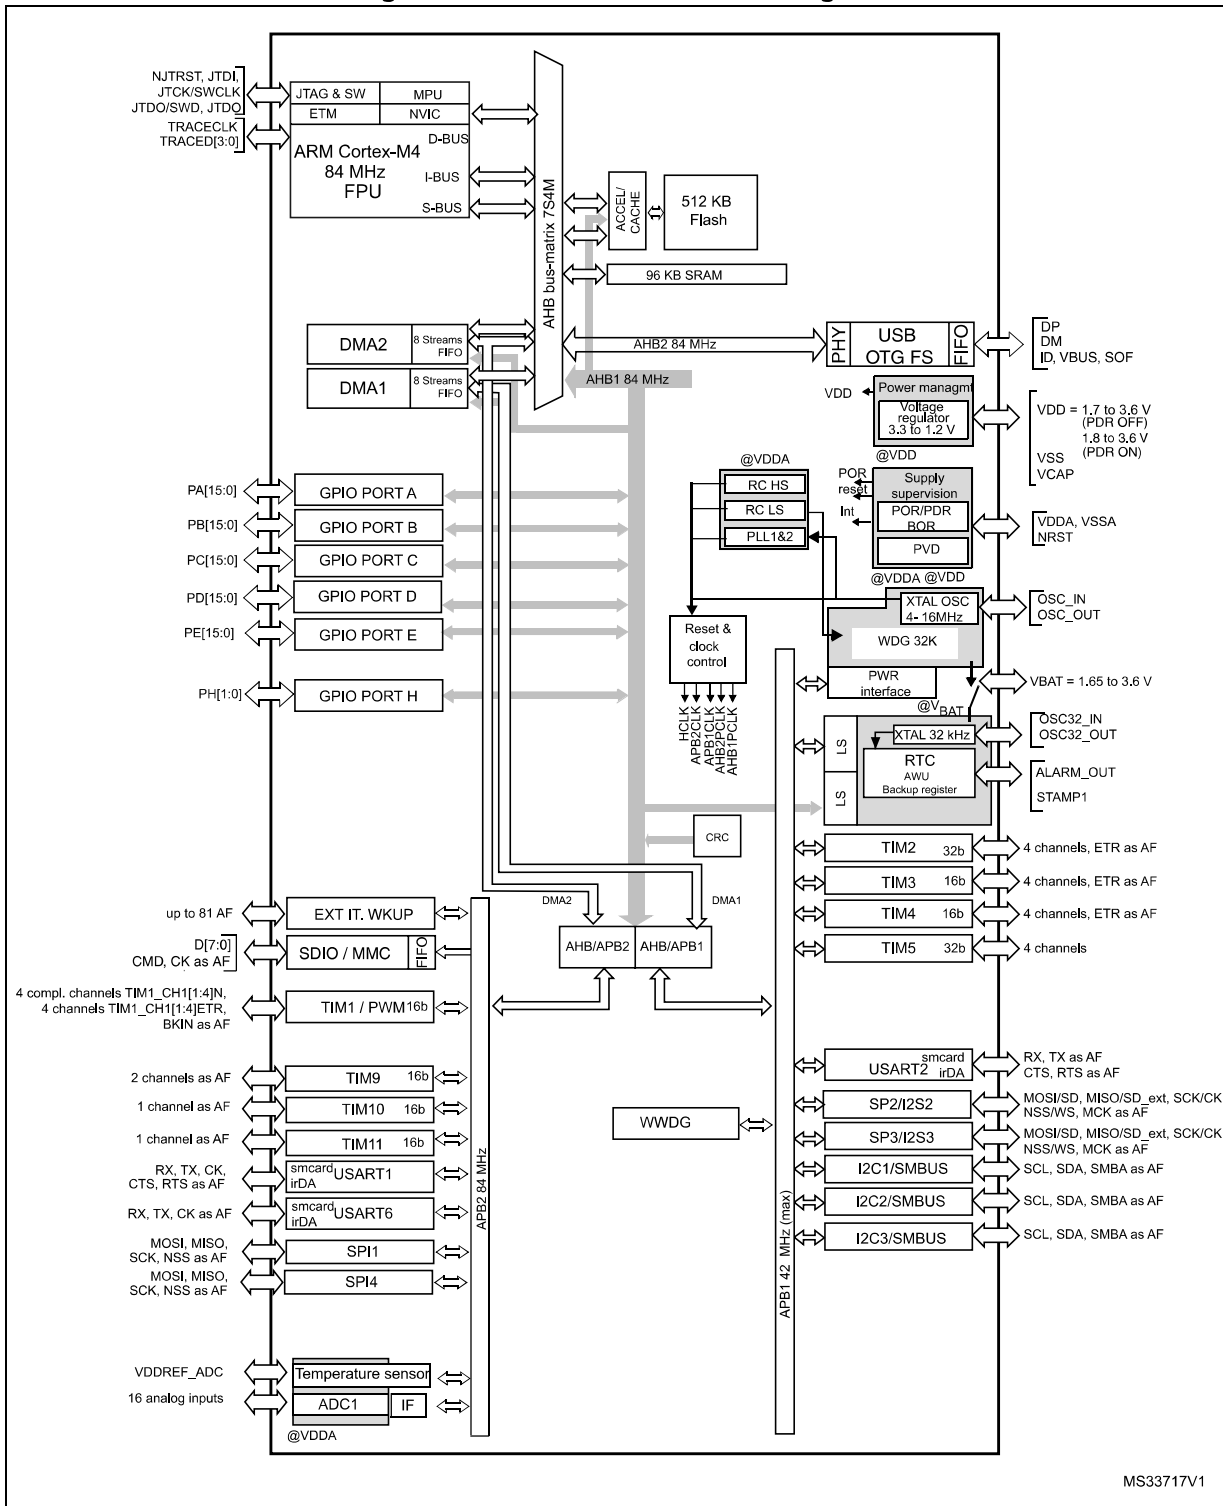 NJTRST, JTDI,
JTCK/SWCLK
JTDO/SWD, JTDO
TRACECLK
TRACED[3:0]
JTAG & SW
MPU
ETM
NVIC
ARM Cortex-M4
84 MHz
FPU
D-BUS
I-BUS
S-BUS
AHB bus-matrix 7S4M
ACCEL/
CACHE
512 KB
Flash
96 KB SRAM
DMA2
8 Streams
FIFO
DMA1
8 Streams
FIFO
AHB2 84 MHz
AHB1 84 MHz
PHY
USB
OTG FS
FIFO
DP
DM
ID, VBUS, SOF
VDD
Power managmt
Voltage
regulator
3.3 to 1.2 V
@VDD
VDD = 1.7 to 3.6 V
(PDR OFF)
1.8 to 3.6 V
(PDR ON)
VSS
VCAP
@VDDA
RC HS
RC LS
PLL1&2
POR
reset
Int
Supply
supervision
POR/PDR
BOR
PVD
VDDA, VSSA
NRST
@VDDA @VDD
XTAL OSC
4- 16MHz
OSC_IN
OSC_OUT
WDG 32K
PWR
interface
VBAT = 1.65 to 3.6 V
@VBAT
Reset &
clock
control
HCLK
APB2CLK
APB1CLK
AHB2PCLK
AHB1PCLK
LS
LS
XTAL 32 kHz
RTC
AWU
Backup register
OSC32_IN
OSC32_OUT
ALARM_OUT
STAMP1
PA[15:0]
GPIO PORT A
PB[15:0]
GPIO PORT B
PC[15:0]
GPIO PORT C
PD[15:0]
GPIO PORT D
PE[15:0]
GPIO PORT E
PH[1:0]
GPIO PORT H
CRC
DMA2
DMA1
AHB/APB2
AHB/APB1
TIM2 32b
4 channels, ETR as AF
TIM3 16b
4 channels, ETR as AF
TIM4 16b
4 channels, ETR as AF
TIM5 32b
4 channels
up to 81 AF
EXT IT. WKUP
D[7:0]
CMD, CK as AF
SDIO / MMC
FIFO
4 compl. channels TIM1_CH1[1:4]N,
4 channels TIM1_CH1[1:4]ETR,
BKIN as AF
TIM1 / PWM 16b
2 channels as AF
TIM9 16b
1 channel as AF
TIM10 16b
1 channel as AF
TIM11 16b
RX, TX, CK,
CTS, RTS as AF
smcard
irDA
USART1
RX, TX, CK as AF
smcard
irDA
USART6
MOSI, MISO,
SCK, NSS as AF
SPI1
MOSI, MISO,
SCK, NSS as AF
SPI4
VDDREF_ADC
Temperature sensor
16 analog inputs
ADC1
IF
@VDDA
APB2 84 MHz
WWDG
APB1 42 MHz (max)
USART2
smcard
irDA
RX, TX as AF
CTS, RTS as AF
SP2/I2S2
MOSI/SD, MISO/SD_ext, SCK/CK
NSS/WS, MCK as AF
SP3/I2S3
MOSI/SD, MISO/SD_ext, SCK/CK
NSS/WS, MCK as AF
I2C1/SMBUS
SCL, SDA, SMBA as AF
I2C2/SMBUS
SCL, SDA, SMBA as AF
I2C3/SMBUS
SCL, SDA, SMBA as AF
MS33717V1